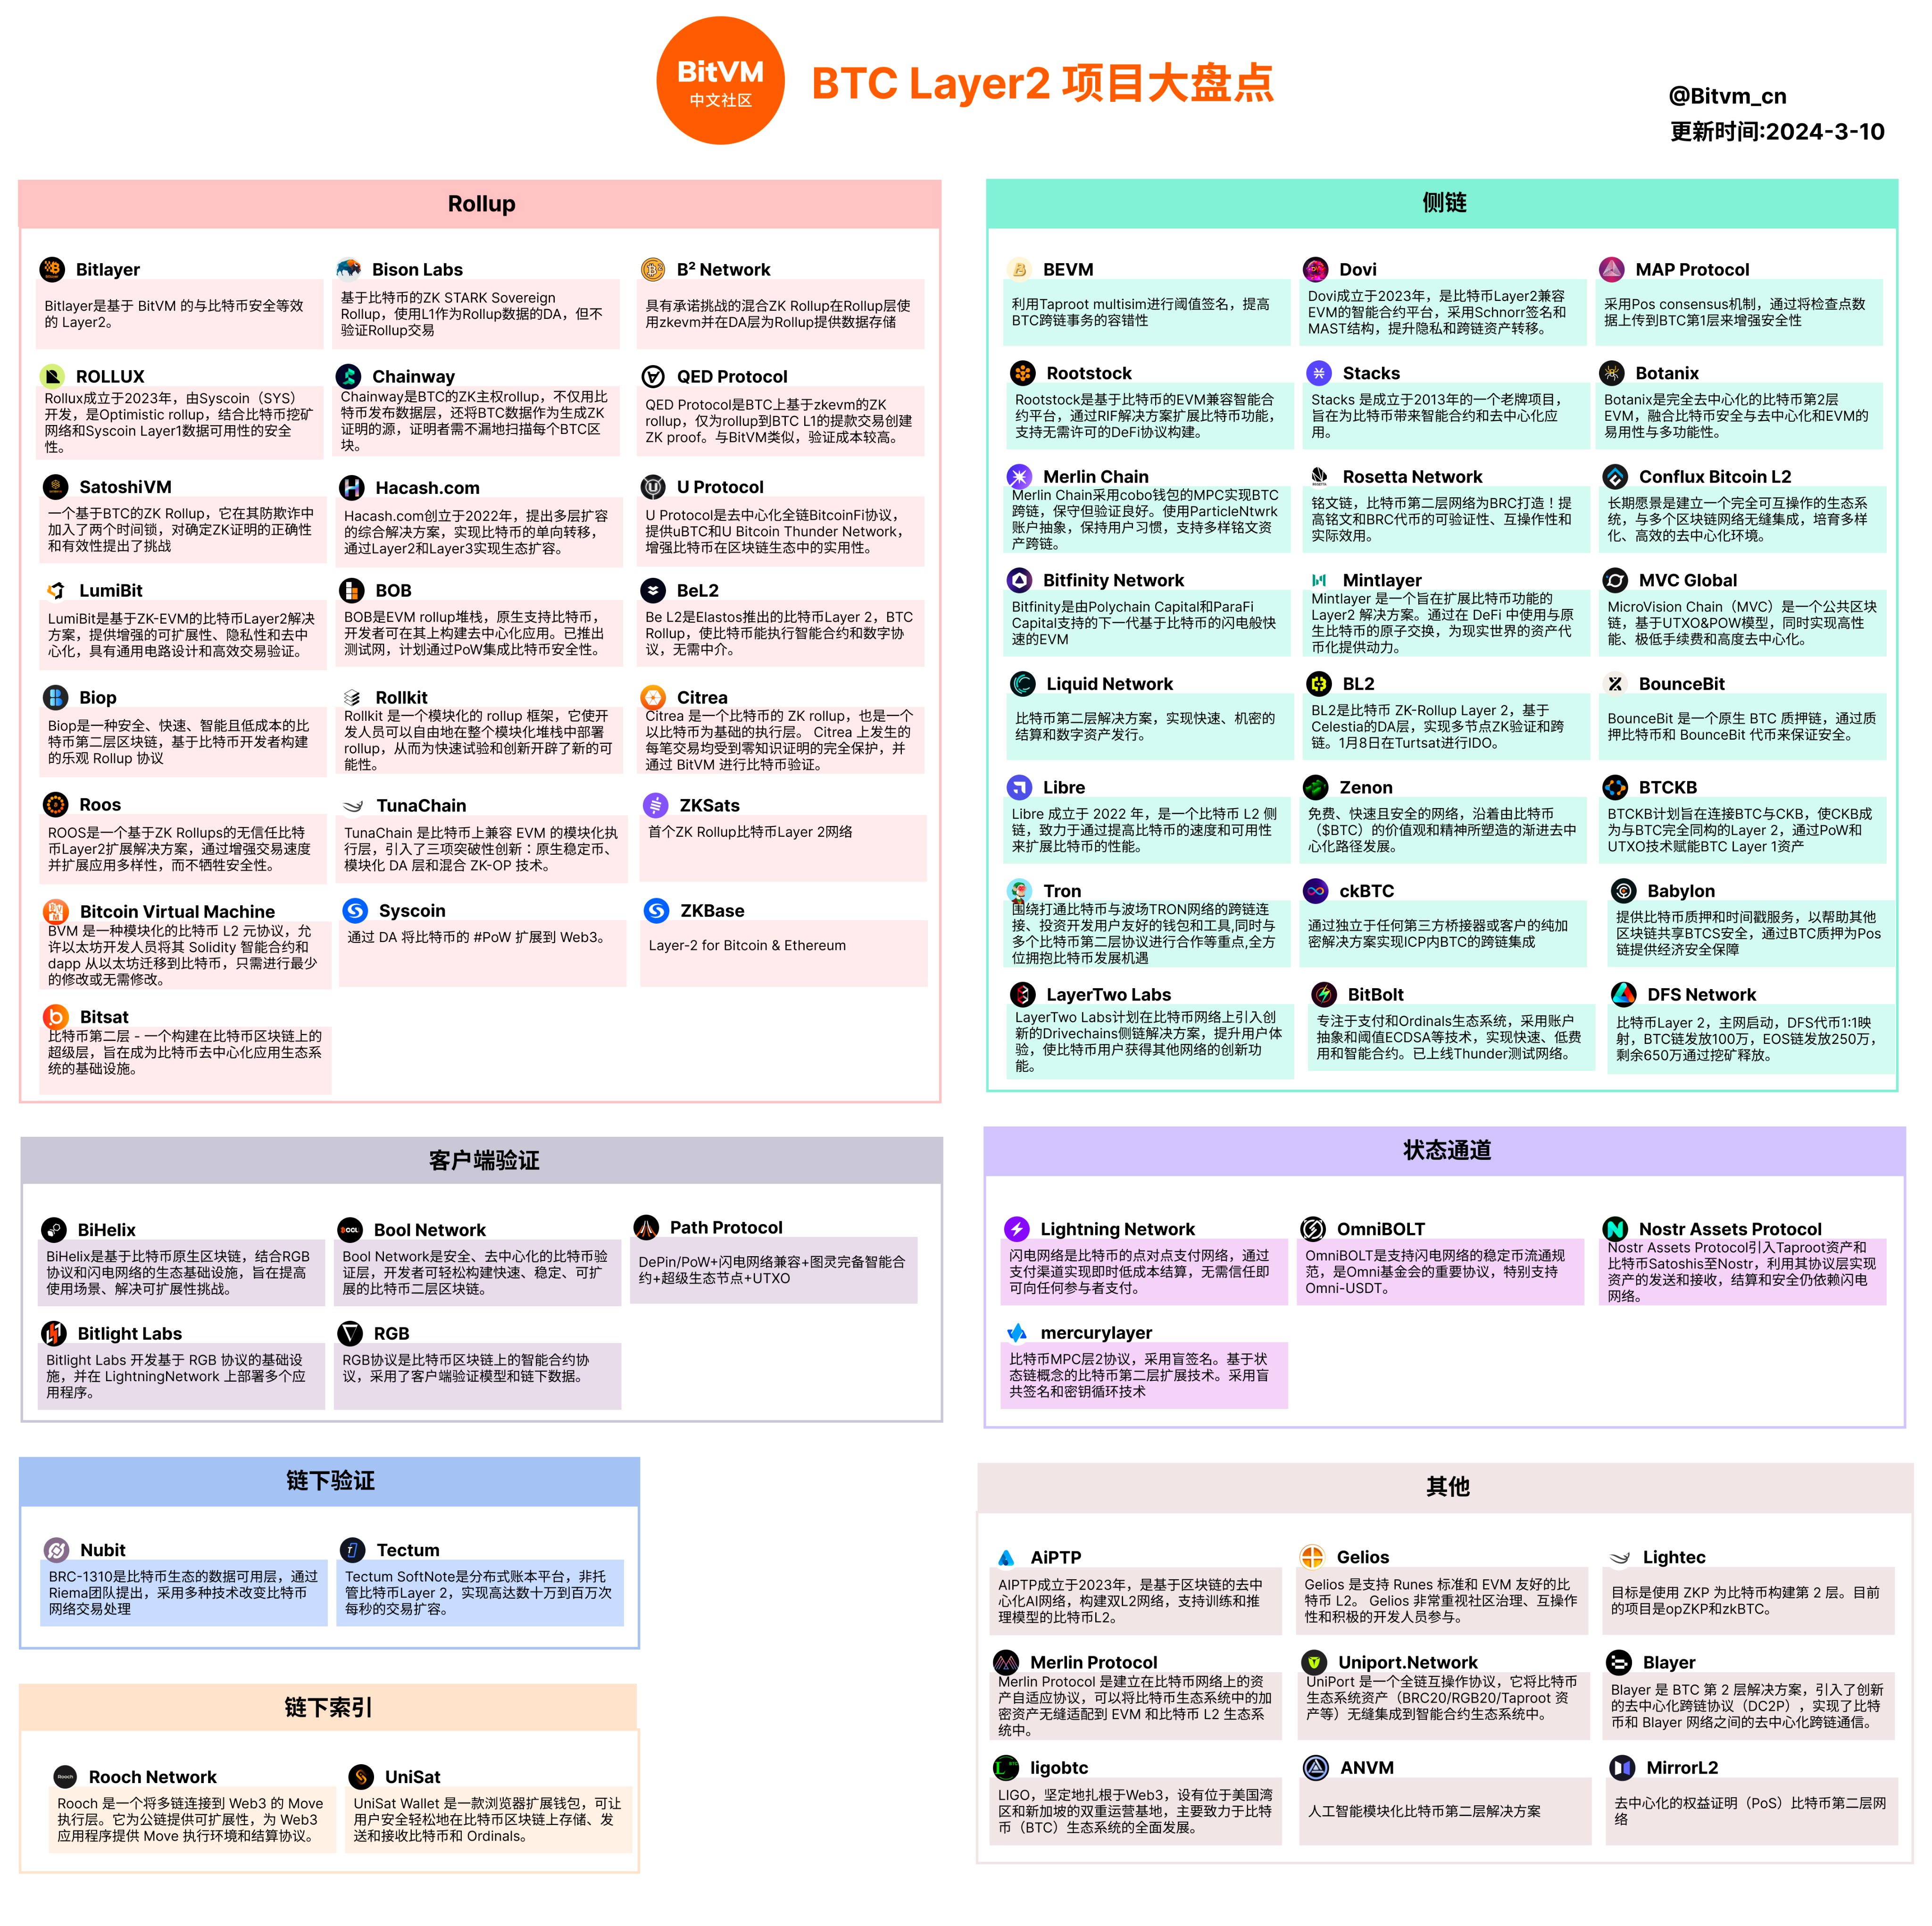 BitVM
中文社区
BTC Layer2 项目大盘点
@Bitvm_cn
更新时间:2024-3-10
Rollup
Bitlayer
Bitlayer是基于 BitVM 的与比特币安全等效
的 Layer2。
Bison Labs
基于比特币的ZK STARK Sovereign
Rollup，使用L1作为Rollup数据的DA，但不
验证Rollup交易
B² Network
具有承诺挑战的混合ZK Rollup在Rollup层使
用zkevm并在DA层为Rollup提供数据存储
ROLLUX
Rollux成立于2023年，由Syscoin（SYS）
开发，是Optimistic rollup，结合比特币挖矿
网络和Syscoin Layer1数据可用性的安全
性。
Chainway
Chainway是BTC的ZK主权rollup，不仅用比
特币发布数据层，还将BTC数据作为生成ZK
证明的源，证明者需不漏地扫描每个BTC区
块。
QED Protocol
QED Protocol是BTC上基于zkevm的ZK
rollup，仅为rollup到BTC L1的提款交易创建
ZK proof。与BitVM类似，验证成本较高。
SatoshiVM
一个基于BTC的ZK Rollup，它在其防欺诈中
加入了两个时间锁，对确定ZK证明的正确性
和有效性提出了挑战
Hacash.com
Hacash.com创立于2022年，提出多层扩容
的综合解决方案，实现比特币的单向转移，
通过Layer2和Layer3实现生态扩容。
U Protocol
U Protocol是去中心化全链BitcoinFi协议，
提供uBTC和U Bitcoin Thunder Network，
增强比特币在区块链生态中的实用性。
LumiBit
LumiBit是基于ZK-EVM的比特币Layer2解决
方案，提供增强的可扩展性、隐私性和去中
心化，具有通用电路设计和高效交易验证。
BOB
BOB是EVM rollup堆栈，原生支持比特币，
开发者可在其上构建去中心化应用。已推出
测试网，计划通过PoW集成比特币安全性。
BeL2
Be L2是Elastos推出的比特币Layer 2，BTC
Rollup，使比特币能执行智能合约和数字协
议，无需中介。
Biop
Biop是一种安全、快速、智能且低成本的比
特币第二层区块链，基于比特币开发者构建
的乐观 Rollup 协议
Rollkit
Rollkit 是一个模块化的 rollup 框架，它使开
发人员可以自由地在整个模块化堆栈中部署
rollup，从而为快速试验和创新开辟了新的可
能性。
Citrea
Citrea 是一个比特币的 ZK rollup，也是一个
以比特币为基础的执行层。 Citrea 上发生的
每笔交易均受到零知识证明的完全保护，并
通过 BitVM 进行比特币验证。
Roos
ROOS是一个基于ZK Rollups的无信任比特
币Layer2扩展解决方案，通过增强交易速度
并扩展应用多样性，而不牺牲安全性。
TunaChain
TunaChain 是比特币上兼容 EVM 的模块化执
行层，引入了三项突破性创新：原生稳定币、
模块化 DA 层和混合 ZK-OP 技术。
ZKSats
首个ZK Rollup比特币Layer 2网络
Bitcoin Virtual Machine
BVM 是一种模块化的比特币 L2 元协议，允
许以太坊开发人员将其 Solidity 智能合约和
dapp 从以太坊迁移到比特币，只需进行最少
的修改或无需修改。
Syscoin
通过 DA 将比特币的 #PoW 扩展到 Web3。
ZKBase
Layer-2 for Bitcoin & Ethereum
Bitsat
比特币第二层 - 一个构建在比特币区块链上的
超级层，旨在成为比特币去中心化应用生态系
统的基础设施。
侧链
BEVM
利用Taproot multisim进行阈值签名，提高
BTC跨链事务的容错性
Dovi
Dovi成立于2023年，是比特币Layer2兼容
EVM的智能合约平台，采用Schnorr签名和
MAST结构，提升隐私和跨链资产转移。
MAP Protocol
采用Pos consensus机制，通过将检查点数
据上传到BTC第1层来增强安全性
Rootstock
Rootstock是基于比特币的EVM兼容智能合
约平台，通过RIF解决方案扩展比特币功能，
支持无需许可的DeFi协议构建。
Stacks
Stacks 是成立于2013年的一个老牌项目，
旨在为比特币带来智能合约和去中心化应
用。
Botanix
Botanix是完全去中心化的比特币第2层
EVM，融合比特币安全与去中心化和EVM的
易用性与多功能性。
Merlin Chain
Merlin Chain采用cobo钱包的MPC实现BTC
跨链，保守但验证良好。使用ParticleNtwrk
账户抽象，保持用户习惯，支持多样铭文资
产跨链。
Rosetta Network
铭文链，比特币第二层网络为BRC打造！提
高铭文和BRC代币的可验证性、互操作性和
实际效用。
Conflux Bitcoin L2
长期愿景是建立一个完全可互操作的生态系
统，与多个区块链网络无缝集成，培育多样
化、高效的去中心化环境。
Bitfinity Network
Bitfinity是由Polychain Capital和ParaFi
Capital支持的下一代基于比特币的闪电般快
速的EVM
Mintlayer
Mintlayer 是一个旨在扩展比特币功能的
Layer2 解决方案。通过在 DeFi 中使用与原
生比特币的原子交换，为现实世界的资产代
币化提供动力。
MVC Global
MicroVision Chain（MVC）是一个公共区块
链，基于UTXO&POW模型，同时实现高性
能、极低手续费和高度去中心化。
Liquid Network
比特币第二层解决方案，实现快速、机密的
结算和数字资产发行。
BL2
BL2是比特币 ZK-Rollup Layer 2，基于
Celestia的DA层，实现多节点ZK验证和跨
链。1月8日在Turtsat进行IDO。
BounceBit
BounceBit 是一个原生 BTC 质押链，通过质
押比特币和 BounceBit 代币来保证安全。
Libre
Libre 成立于 2022 年，是一个比特币 L2 侧
链，致力于通过提高比特币的速度和可用性
来扩展比特币的性能。
Zenon
免费、快速且安全的网络，沿着由比特币
（$BTC）的价值观和精神所塑造的渐进去中
心化路径发展。
BTCKB
BTCKB计划旨在连接BTC与CKB，使CKB成
为与BTC完全同构的Layer 2，通过PoW和
UTXO技术赋能BTC Layer 1资产
Tron
围绕打通比特币与波场TRON网络的跨链连
接、投资开发用户友好的钱包和工具,同时与
多个比特币第二层协议进行合作等重点,全方
位拥抱比特币发展机遇
ckBTC
通过独立于任何第三方桥接器或客户的纯加
密解决方案实现ICP内BTC的跨链集成
Babylon
提供比特币质押和时间戳服务，以帮助其他
区块链共享BTCS安全，通过BTC质押为Pos
链提供经济安全保障
LayerTwo Labs
LayerTwo Labs计划在比特币网络上引入创
新的Drivechains侧链解决方案，提升用户体
验，使比特币用户获得其他网络的创新功
能。
BitBolt
专注于支付和Ordinals生态系统，采用账户
抽象和阈值ECDSA等技术，实现快速、低费
用和智能合约。已上线Thunder测试网络。
DFS Network
比特币Layer 2，主网启动，DFS代币1:1映
射，BTC链发放100万，EOS链发放250万，
剩余650万通过挖矿释放。
客户端验证
BiHelix
BiHelix是基于比特币原生区块链，结合RGB
协议和闪电网络的生态基础设施，旨在提高
使用场景、解决可扩展性挑战。
BOOL
Bool Network
Bool Network是安全、去中心化的比特币验
证层，开发者可轻松构建快速、稳定、可扩
展的比特币二层区块链。
Path Protocol
DePin/PoW+闪电网络兼容+图灵完备智能合
约+超级生态节点+UTXO
Bitlight Labs
Bitlight Labs 开发基于 RGB 协议的基础设
施，并在 LightningNetwork 上部署多个应
用程序。
RGB
RGB协议是比特币区块链上的智能合约协
议，采用了客户端验证模型和链下数据。
状态通道
Lightning Network
闪电网络是比特币的点对点支付网络，通过
支付渠道实现即时低成本结算，无需信任即
可向任何参与者支付。
OmniBOLT
OmniBOLT是支持闪电网络的稳定币流通规
范，是Omni基金会的重要协议，特别支持
Omni-USDT。
Nostr Assets Protocol
Nostr Assets Protocol引入Taproot资产和
比特币Satoshis至Nostr，利用其协议层实现
资产的发送和接收，结算和安全仍依赖闪电
网络。
mercurylayer
比特币MPC层2协议，采用盲签名。基于状
态链概念的比特币第二层扩展技术。采用盲
共签名和密钥循环技术
链下验证
Nubit
BRC-1310是比特币生态的数据可用层，通过
Riema团队提出，采用多种技术改变比特币
网络交易处理
Tectum
Tectum SoftNote是分布式账本平台，非托
管比特币Layer 2，实现高达数十万到百万次
每秒的交易扩容。
链下索引
Rooch
Rooch Network
Rooch 是一个将多链连接到 Web3 的 Move
执行层。它为公链提供可扩展性，为 Web3
应用程序提供 Move 执行环境和结算协议。
UniSat
UniSat Wallet 是一款浏览器扩展钱包，可让
用户安全轻松地在比特币区块链上存储、发
送和接收比特币和 Ordinals。
其他
AiPTP
AIPTP成立于2023年，是基于区块链的去中
心化AI网络，构建双L2网络，支持训练和推
理模型的比特币L2。
Gelios
Gelios 是支持 Runes 标准和 EVM 友好的比
特币 L2。 Gelios 非常重视社区治理、互操作
性和积极的开发人员参与。
Lightec
目标是使用 ZKP 为比特币构建第 2 层。目前
的项目是opZKP和zkBTC。
Merlin Protocol
Merlin Protocol 是建立在比特币网络上的资
产自适应协议，可以将比特币生态系统中的加
密资产无缝适配到 EVM 和比特币 L2 生态系
统中。
Uniport.Network
UniPort 是一个全链互操作协议，它将比特币
生态系统资产（BRC20/RGB20/Taproot 资
产等）无缝集成到智能合约生态系统中。
Blayer
Blayer 是 BTC 第 2 层解决方案，引入了创新
的去中心化跨链协议（DC2P），实现了比特
币和 Blayer 网络之间的去中心化跨链通信。
ligobtc
LIGO，坚定地扎根于Web3，设有位于美国湾
区和新加坡的双重运营基地，主要致力于比特
币（BTC）生态系统的全面发展。
ANVM
人工智能模块化比特币第二层解决方案
MirrorL2
去中心化的权益证明（PoS）比特币第二层网
络